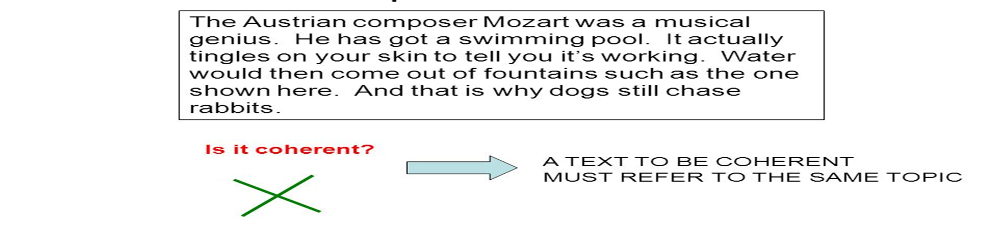 The Austrian composer Mozart was a musical
genius. He has got a swimming pool. It actually
tingles on your skin to tell you it's working. Water
would then come out of fountains such as the one
shown here. And that is why dogs still chase
rabbits.
Is it coherent?
A TEXT TO BE COHERENT
MUST REFER TO THE SAME TOPIC